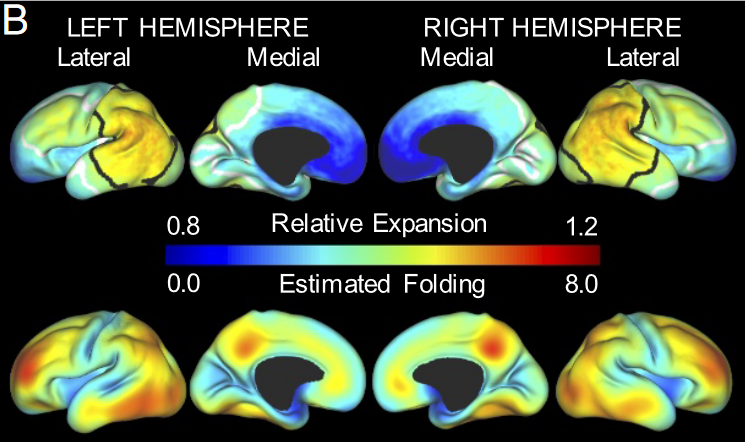 B
LEFT HEMISPHERE RIGHT HEMISPHERE
Lateral Medial Medial Lateral
0.8 Relative Expansion 1.2
0.0 Estimated Folding 8.0